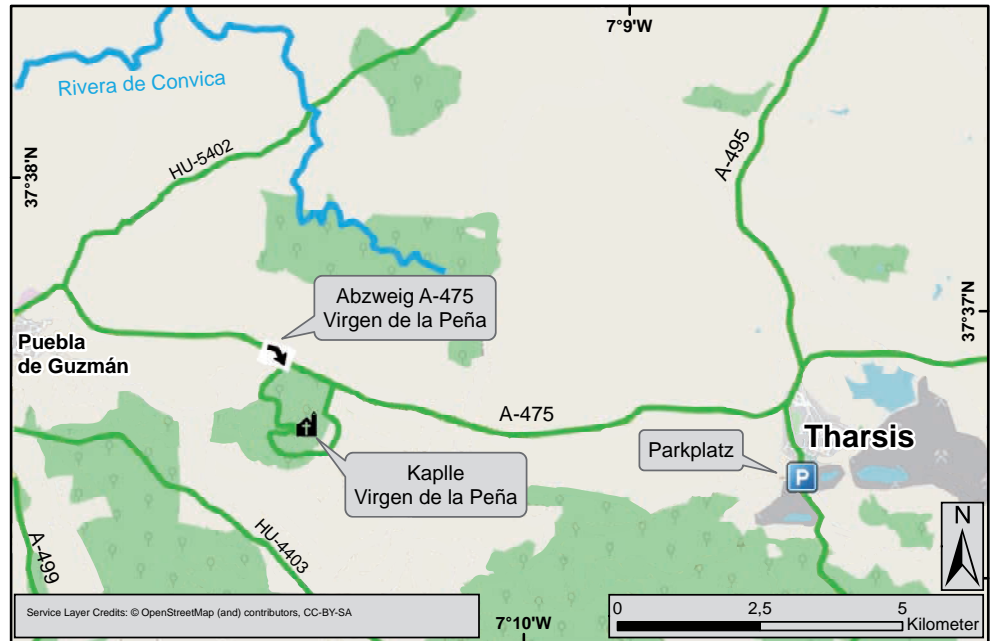 7°9'W
Rivera de Convica
HU-5402
A-495
37°38'N
Abzweig A-475
Virgen de la Peña
37°37'N
Puebla
de Guzmán
A-475
Tharsis
Parkplatz
P
Kaplle
Virgen de la Peña
HU-4403
A-499
N
Service Layer Credits: © OpenStreetMap (and) contributors, CC-BY-SA
0 2,5 5
Kilometer
7°10'W